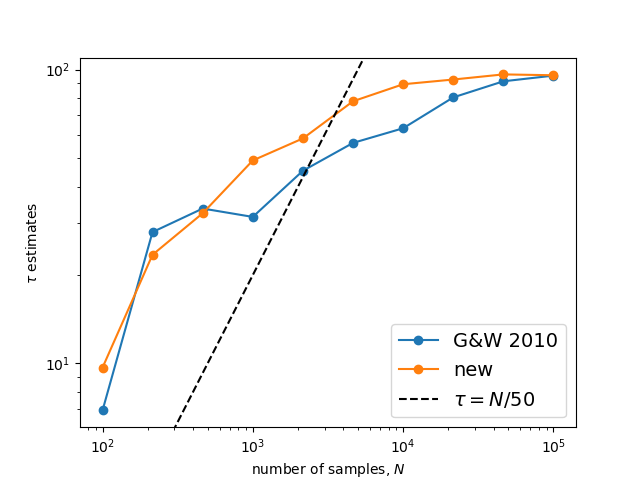 10²
τ estimates
10¹
G&W 2010
new
τ = N/50
10²
10³
10⁴
10⁵
number of samples, N